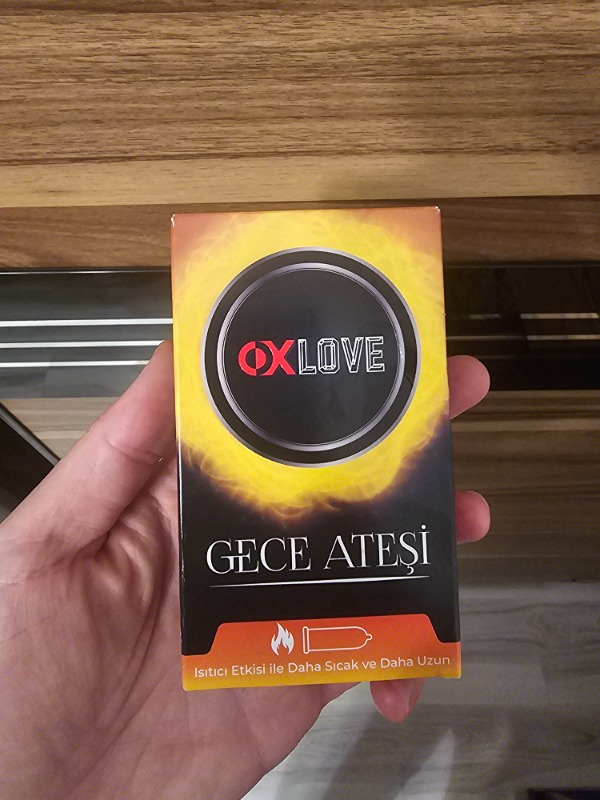 OXLOVE
GECE ATEŞİ
Isıtıcı Etkisi ile Daha Sıcak ve Daha Uzun